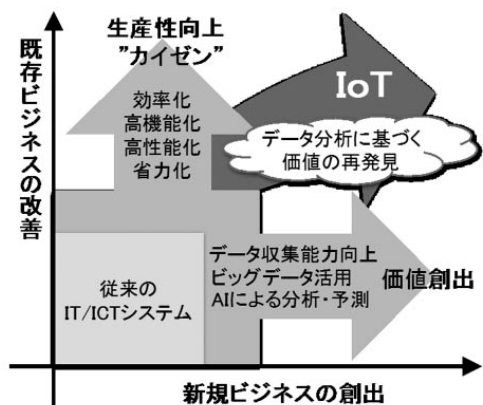 生産性向上
”カイゼン”
既存ビジネスの改善
効率化
高機能化
高性能化
省力化
IoT
データ分析に基づく
価値の再発見
従来の
IT/ICTシステム
データ収集能力向上
ビッグデータ活用
AIによる分析・予測
価値創出
新規ビジネスの創出